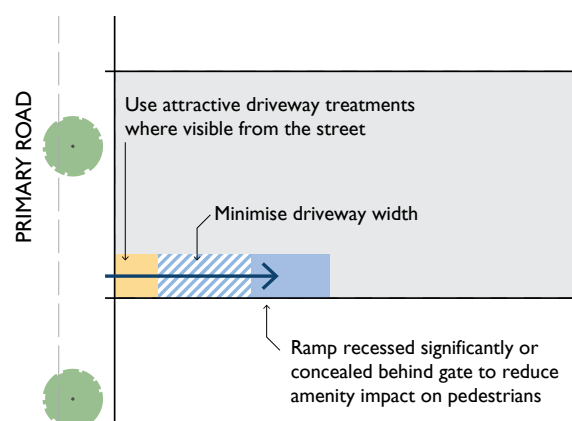 PRIMARY ROAD
Use attractive driveway treatments
where visible from the street
Minimise driveway width
Ramp recessed significantly or
concealed behind gate to reduce
amenity impact on pedestrians